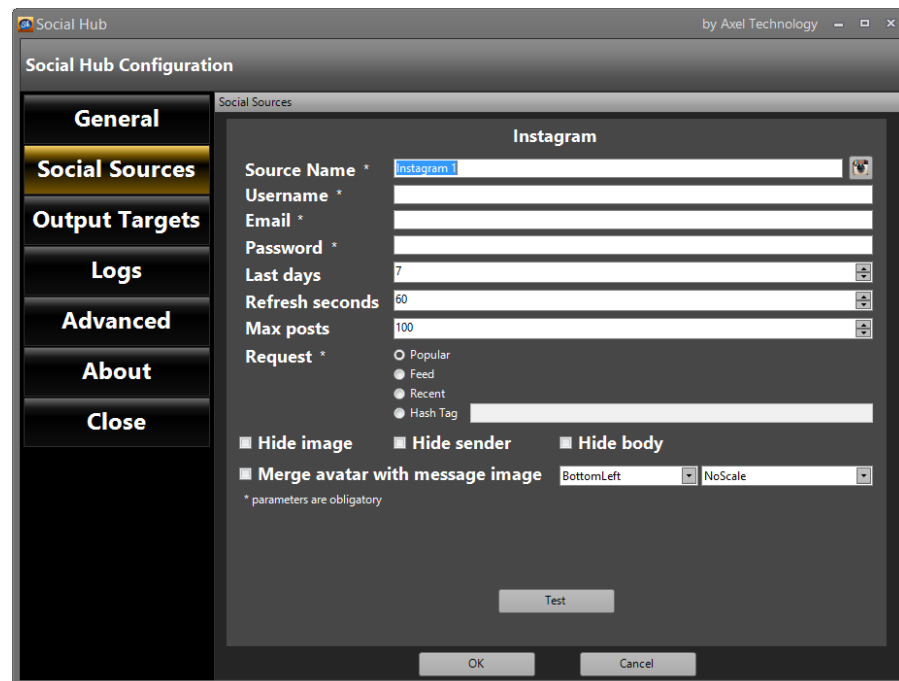 Social Hub by Axel Technology
Social Hub Configuration
General
Social Sources
Output Targets
Logs
Advanced
About
Close
Social Sources
Instagram
Source Name * Instagram 1
Username *
Email *
Password *
Last days 7
Refresh seconds 60
Max posts 100
Request * Popular
Feed
Recent
Hash Tag
Hide image Hide sender Hide body
Merge avatar with message image BottomLeft NoScale
* parameters are obligatory
Test
OK Cancel